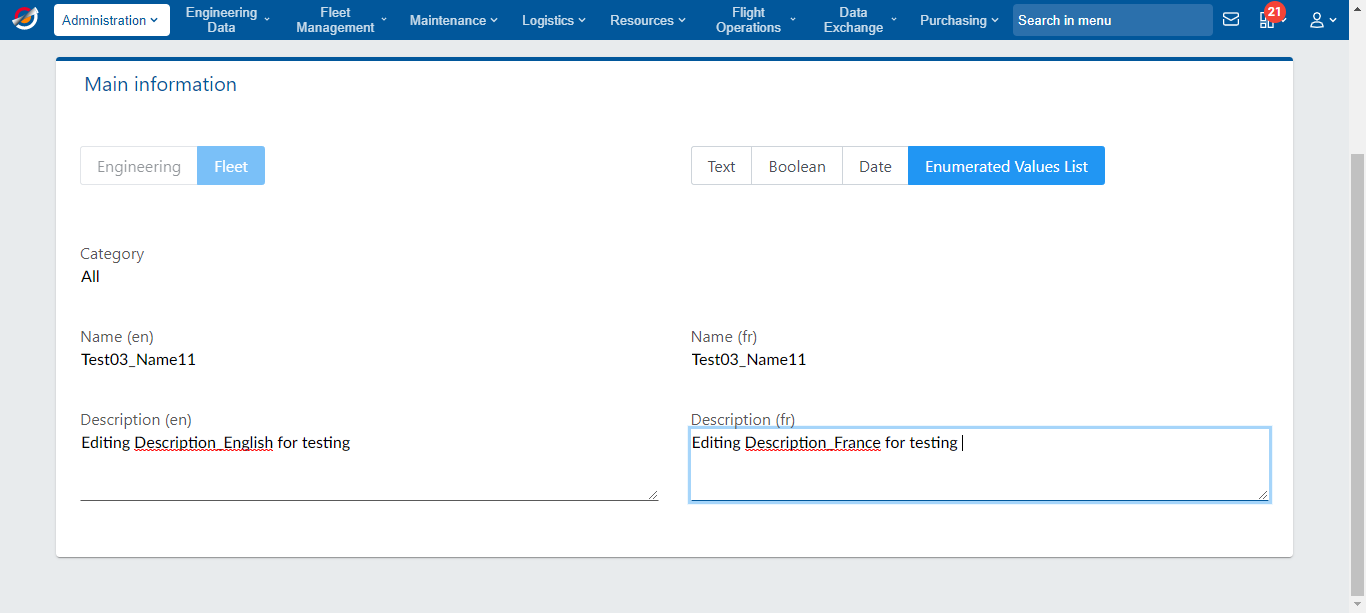 Administration
Engineering
Data
Fleet
Management
Maintenance
Logistics
Resources
Flight
Operations
Data
Exchange
Purchasing
Search in menu
21
Main information
Engineering
Fleet
Text
Boolean
Date
Enumerated Values List
Category
All
Name (en)
Test03_Name11
Name (fr)
Test03_Name11
Description (en)
Editing Description_English for testing
Description (fr)
Editing Description_France for testing